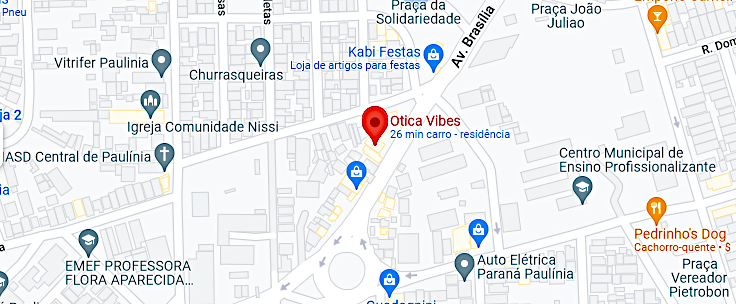 S
Pneu
etas
sas
Praça da
Solidariedade
Av. Brasília
Praça João
Juliao
R. Dom
Vitrifer Paulinia
Churrasqueiras
Kabi Festas
Loja de artigos para festas
ja 2
Igreja Comunidade Nissi
Otica Vibes
26 min carro - residência
IASD Central de Paulínia
Centro Municipal de
Ensino Profissionalizante
ia
Pedrinho's Dog
Cachorro-quente • $
EMEF PROFESSORA
FLORA APARECIDA...
Auto Elétrica
Paraná Paulínia
Praça
Vereador
Pietrobon